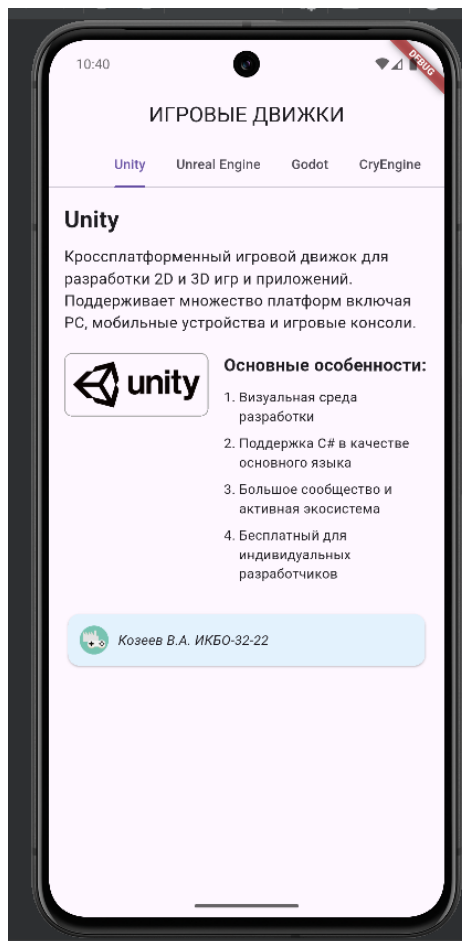 10:40
DEBUG
ИГРОВЫЕ ДВИЖКИ
Unity Unreal Engine Godot CryEngine
Unity
Кроссплатформенный игровой движок для
разработки 2D и 3D игр и приложений.
Поддерживает множество платформ включая
PC, мобильные устройства и игровые консоли.
unity
Основные особенности:
1. Визуальная среда
разработки
2. Поддержка C# в качестве
основного языка
3. Большое сообщество и
активная экосистема
4. Бесплатный для
индивидуальных
разработчиков
Козеев В.А. ИКБО-32-22